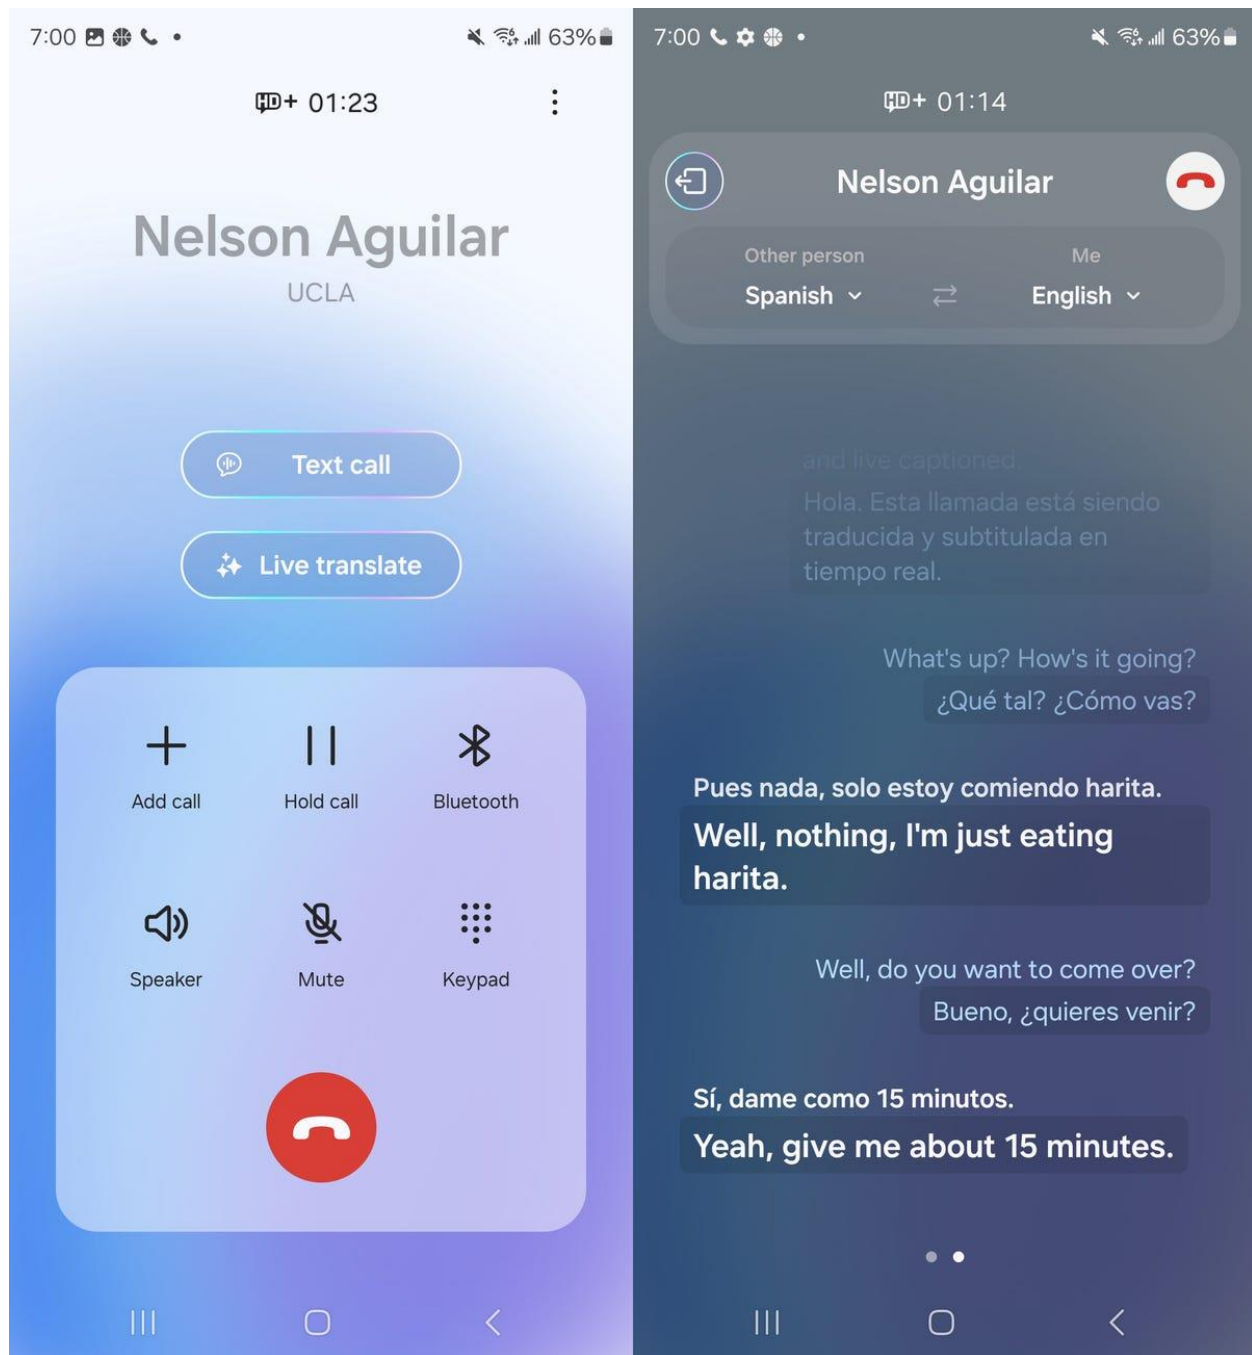 7:00
63%
HD+ 01:23
Nelson Aguilar
UCLA
Text call
Live translate
Add call
Hold call
Bluetooth
Speaker
Mute
Keypad
7:00
63%
HD+ 01:14
Nelson Aguilar
Other person
Me
Spanish
English
and live captioned.
Hola. Esta llamada está siendo
traducida y subtitulada en
tiempo real.
What's up? How's it going?
¿Qué tal? ¿Cómo vas?
Pues nada, solo estoy comiendo harita.
Well, nothing, I'm just eating
harita.
Well, do you want to come over?
Bueno, ¿quieres venir?
Sí, dame como 15 minutos.
Yeah, give me about 15 minutes.